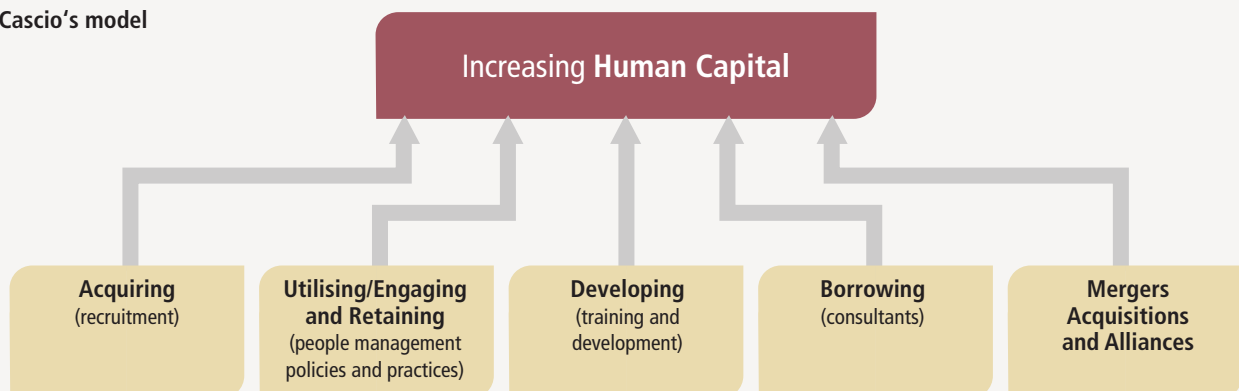 Cascio‘s model
Increasing Human Capital
Acquiring
(recruitment)
Utilising/Engaging
and Retaining
(people management
policies and practices)
Developing
(training and
development)
Borrowing
(consultants)
Mergers
Acquisitions
and Alliances